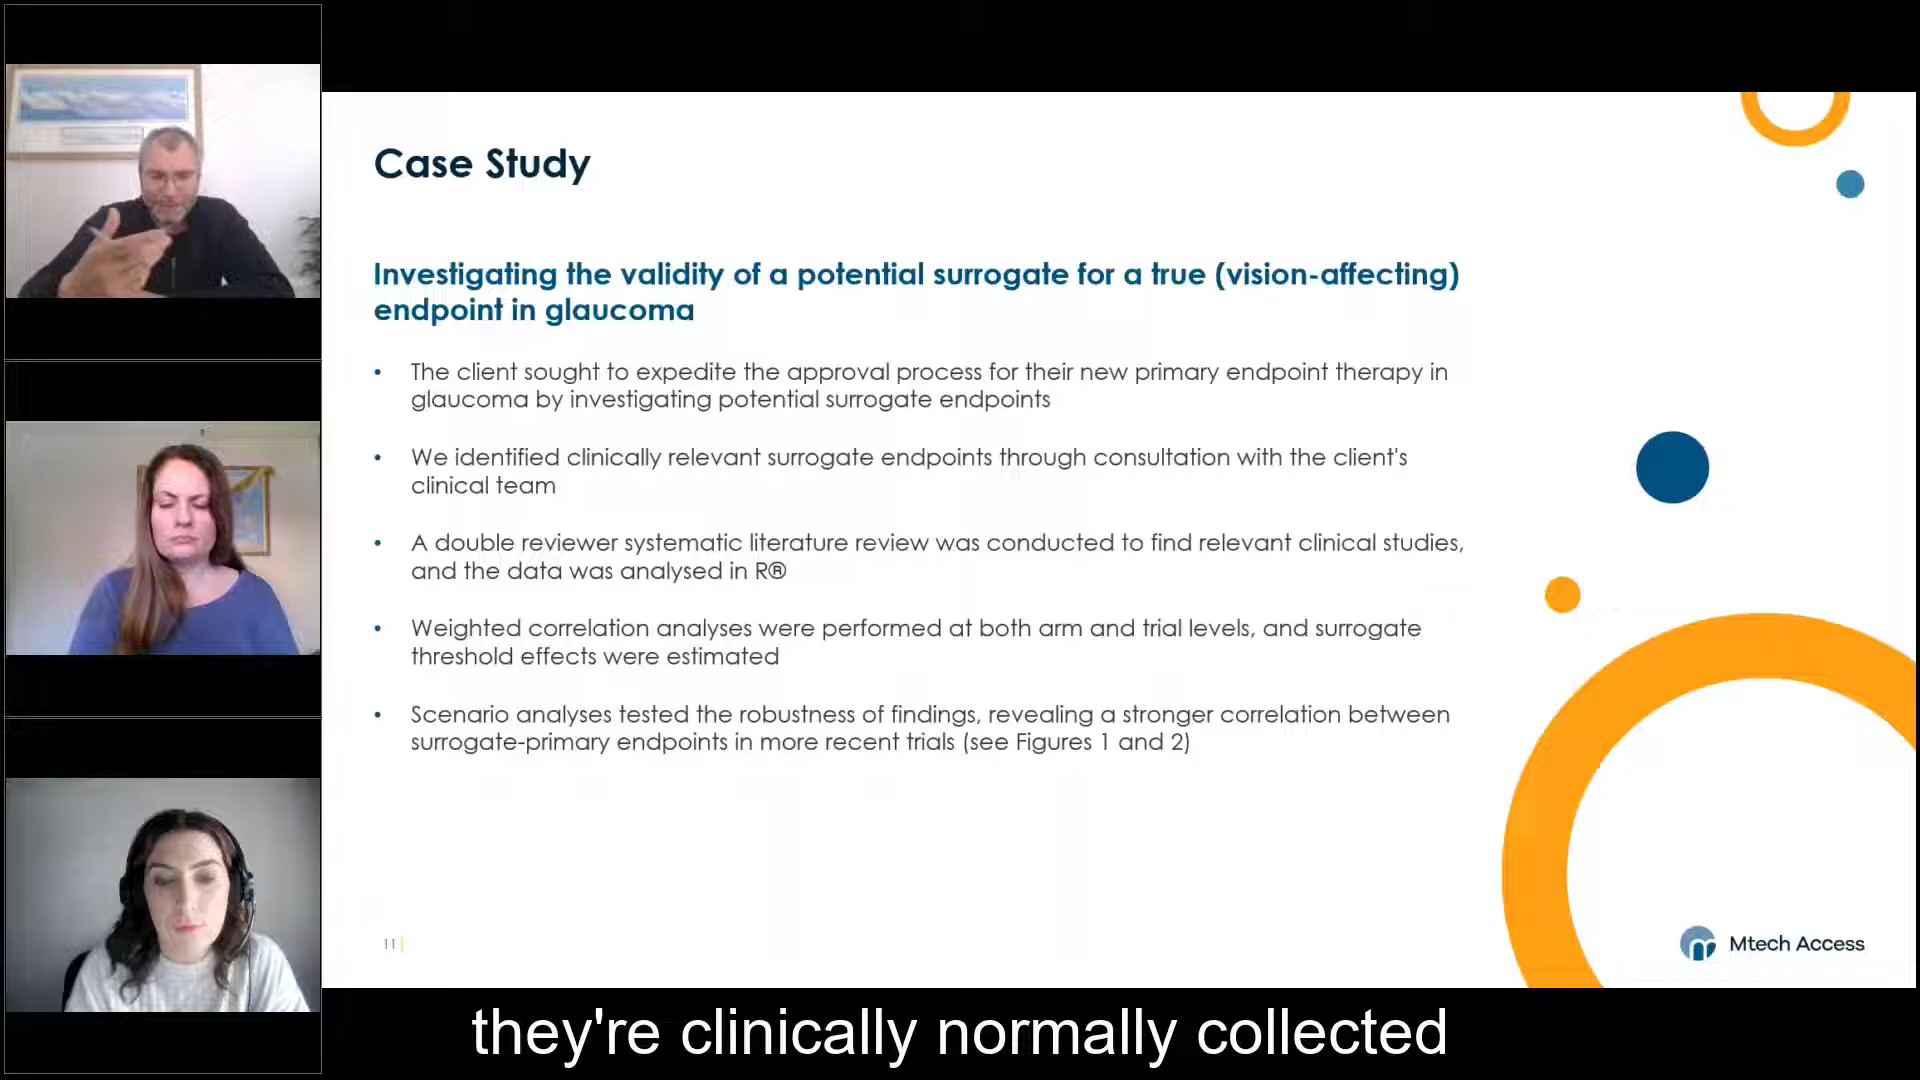 Case Study
Investigating the validity of a potential surrogate for a true (vision-affecting)
endpoint in glaucoma
• The client sought to expedite the approval process for their new primary endpoint therapy in
glaucoma by investigating potential surrogate endpoints
• We identified clinically relevant surrogate endpoints through consultation with the client's
clinical team
• A double reviewer systematic literature review was conducted to find relevant clinical studies,
and the data was analysed in R®
• Weighted correlation analyses were performed at both arm and trial levels, and surrogate
threshold effects were estimated
• Scenario analyses tested the robustness of findings, revealing a stronger correlation between
surrogate-primary endpoints in more recent trials (see Figures 1 and 2)
11 |
Mtech Access
they're clinically normally collected